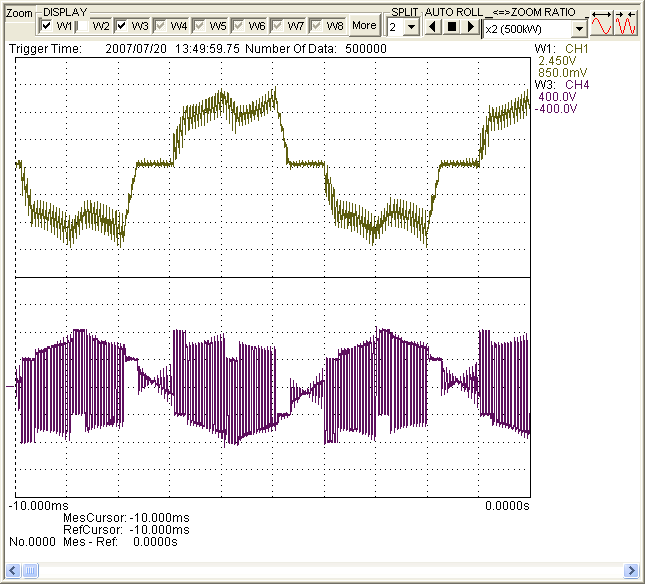 Zoom DISPLAY SPLIT AUTO ROLL <=>ZOOM RATIO
W1 W2 W3 W4 W5 W6 W7 W8 More 2 x2 (500kW)
Trigger Time: 2007/07/20 13:49:59.75 Number Of Data: 500000
W1: CH1
2.450V
850.0mV
W3: CH4
400.0V
-400.0V
-10.000ms 0.0000s
MesCursor: -10.000ms
RefCursor: -10.000ms
No.0000 Mes - Ref: 0.0000s